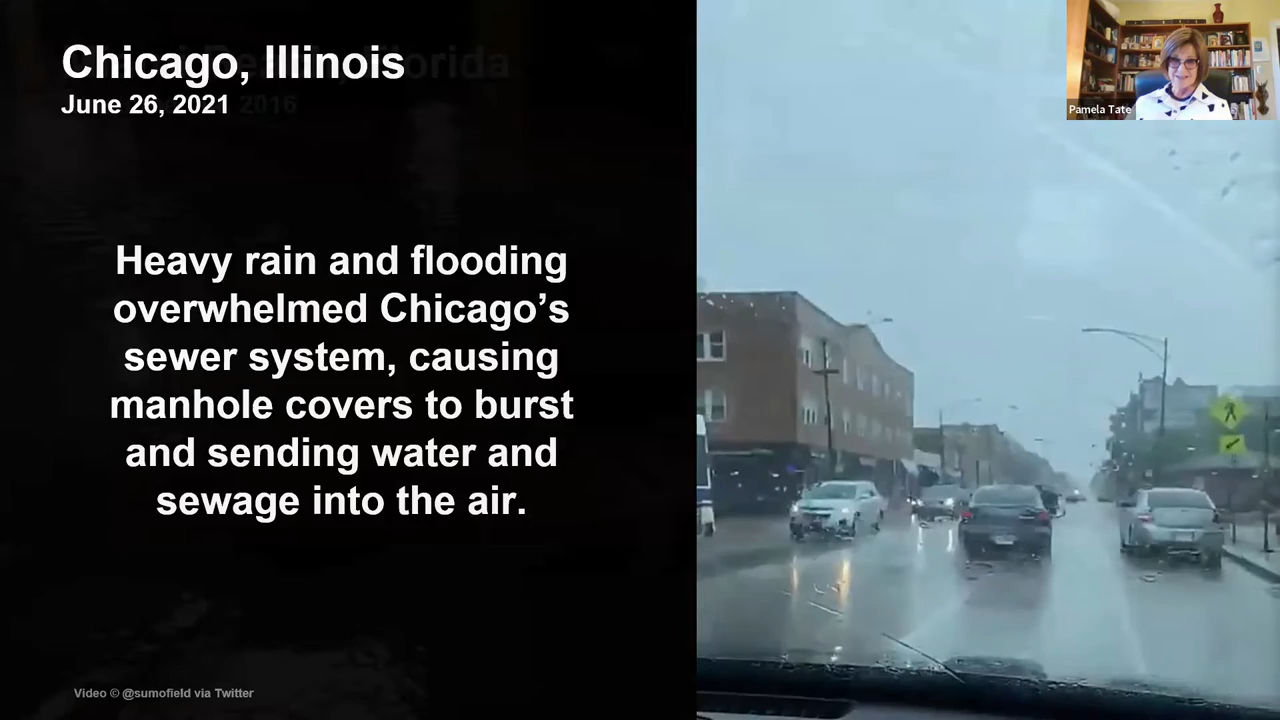 Chicago, Illinois
June 26, 2021 2016
Pamela Tate
Heavy rain and flooding
overwhelmed Chicago’s
sewer system, causing
manhole covers to burst
and sending water and
sewage into the air.
Video © @sumofield via Twitter